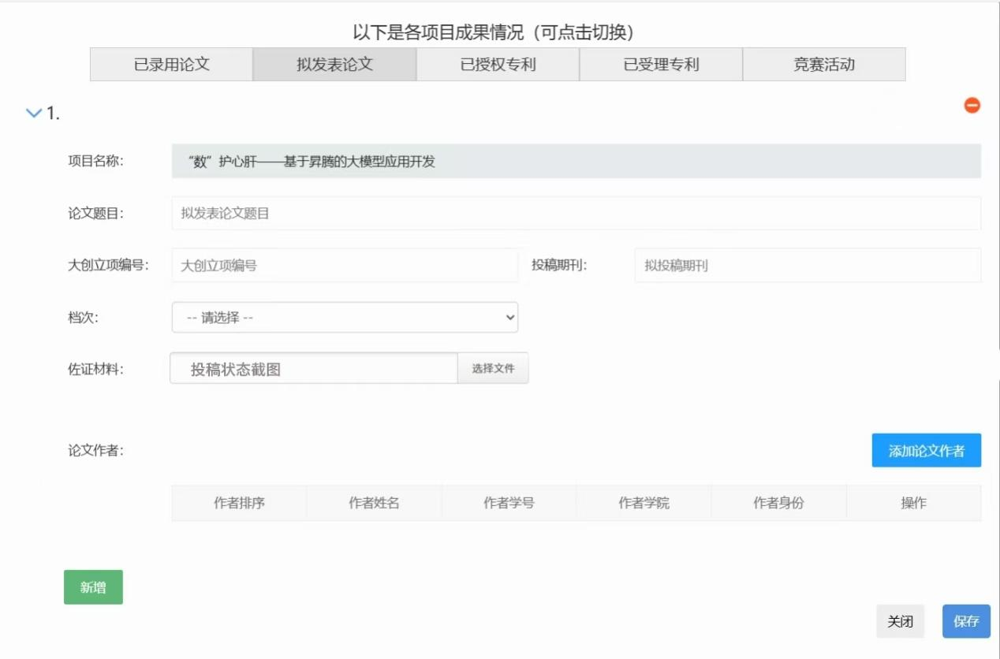 以下是各项目成果情况（可点击切换）
已录用论文 拟发表论文 已授权专利 已受理专利 竞赛活动
1.
项目名称： “数”护心肝——基于昇腾的大模型应用开发
论文题目： 拟发表论文题目
大创立项编号： 大创立项编号 投稿期刊： 拟投稿期刊
档次： -- 请选择 --
佐证材料： 投稿状态截图 选择文件
论文作者： 添加论文作者
作者排序 作者姓名 作者学号 作者学院 作者身份 操作
新增
关闭 保存